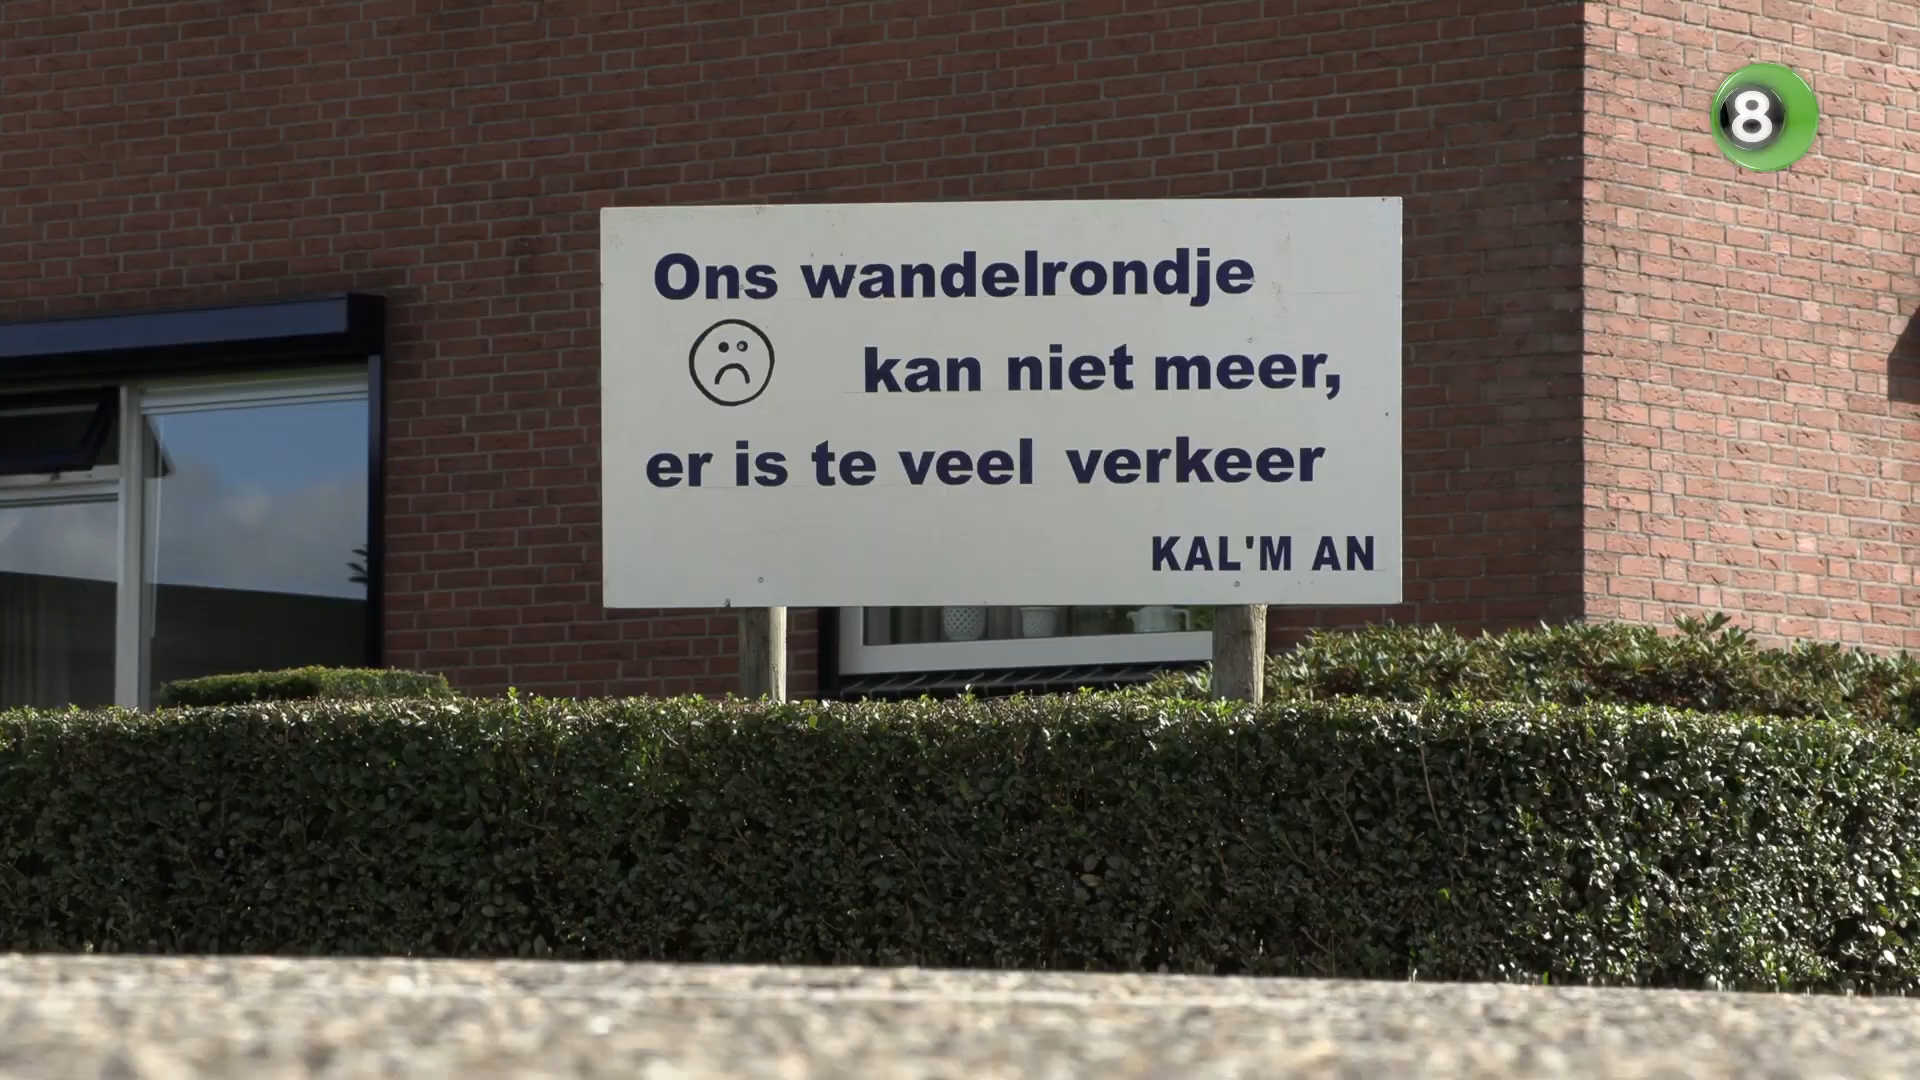 8
Ons wandelrondje
kan niet meer,
er is te veel verkeer
KAL'M AN